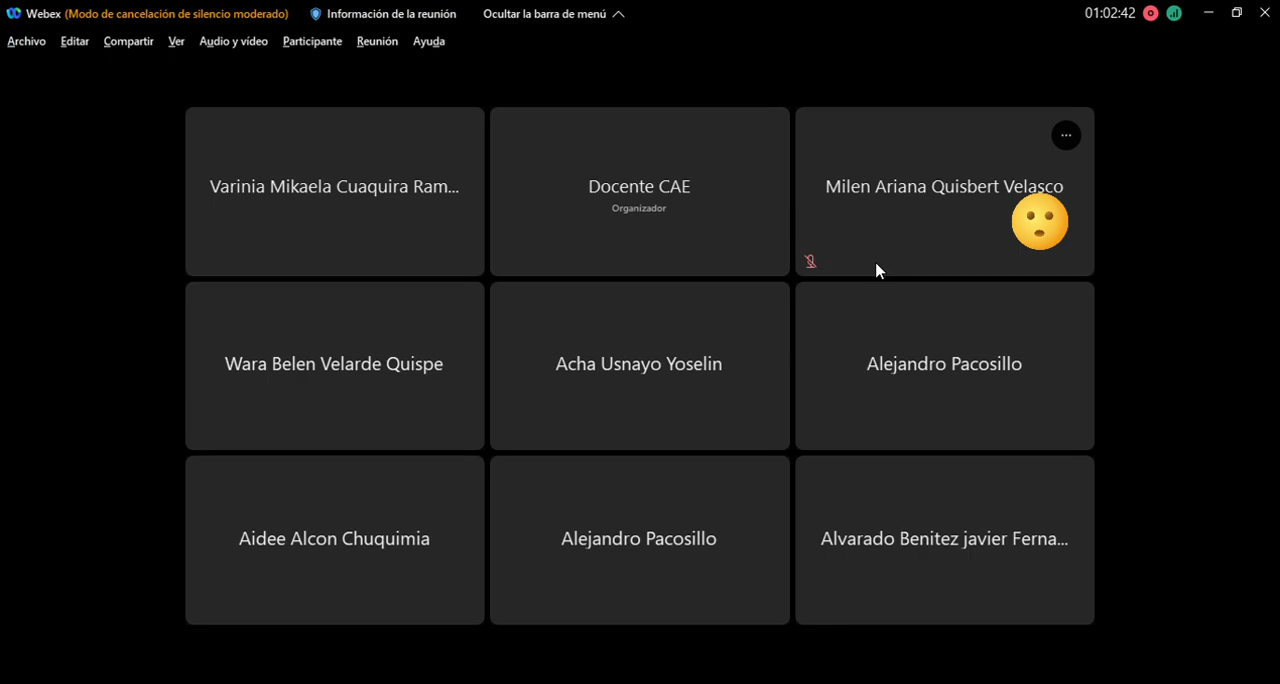 Webex (Modo de cancelación de silencio moderado) Información de la reunión Ocultar la barra de menú 01:02:42
Archivo Editar Compartir Ver Audio y vídeo Participante Reunión Ayuda
Varinia Mikaela Cuaquira Ram...
Docente CAE
Organizador
Milen Ariana Quisbert Velasco
Wara Belen Velarde Quispe
Acha Usnayo Yoselin
Alejandro Pacosillo
Aidee Alcon Chuquimia
Alejandro Pacosillo
Alvarado Benitez javier Ferna...